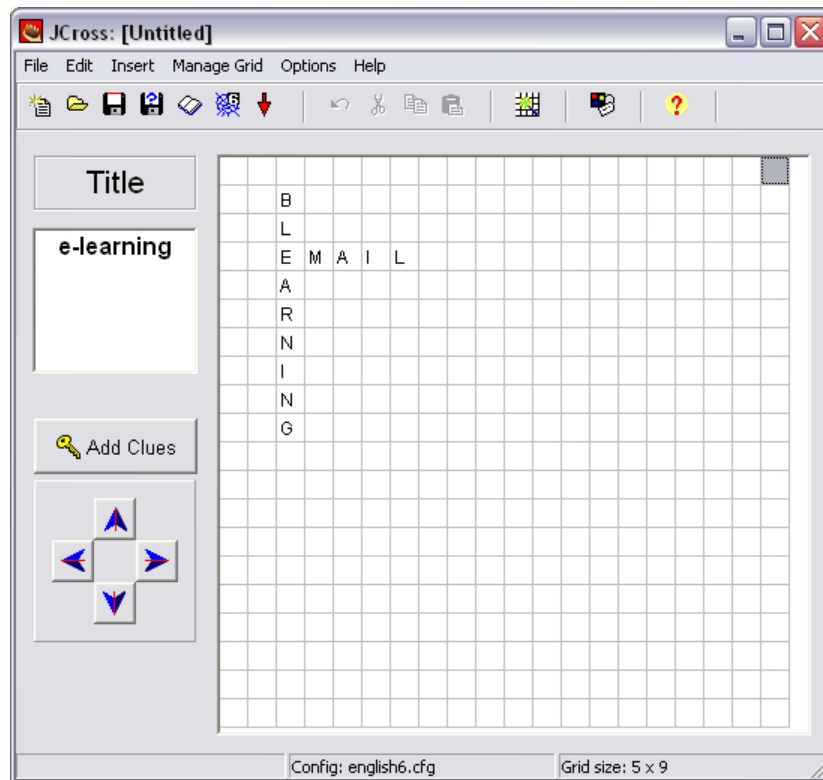 JCross: [Untitled]
File Edit Insert Manage Grid Options Help
Title
e-learning
B
L
E M A I L
A
R
N
I
N
G
Add Clues
Config: english6.cfg Grid size: 5 x 9